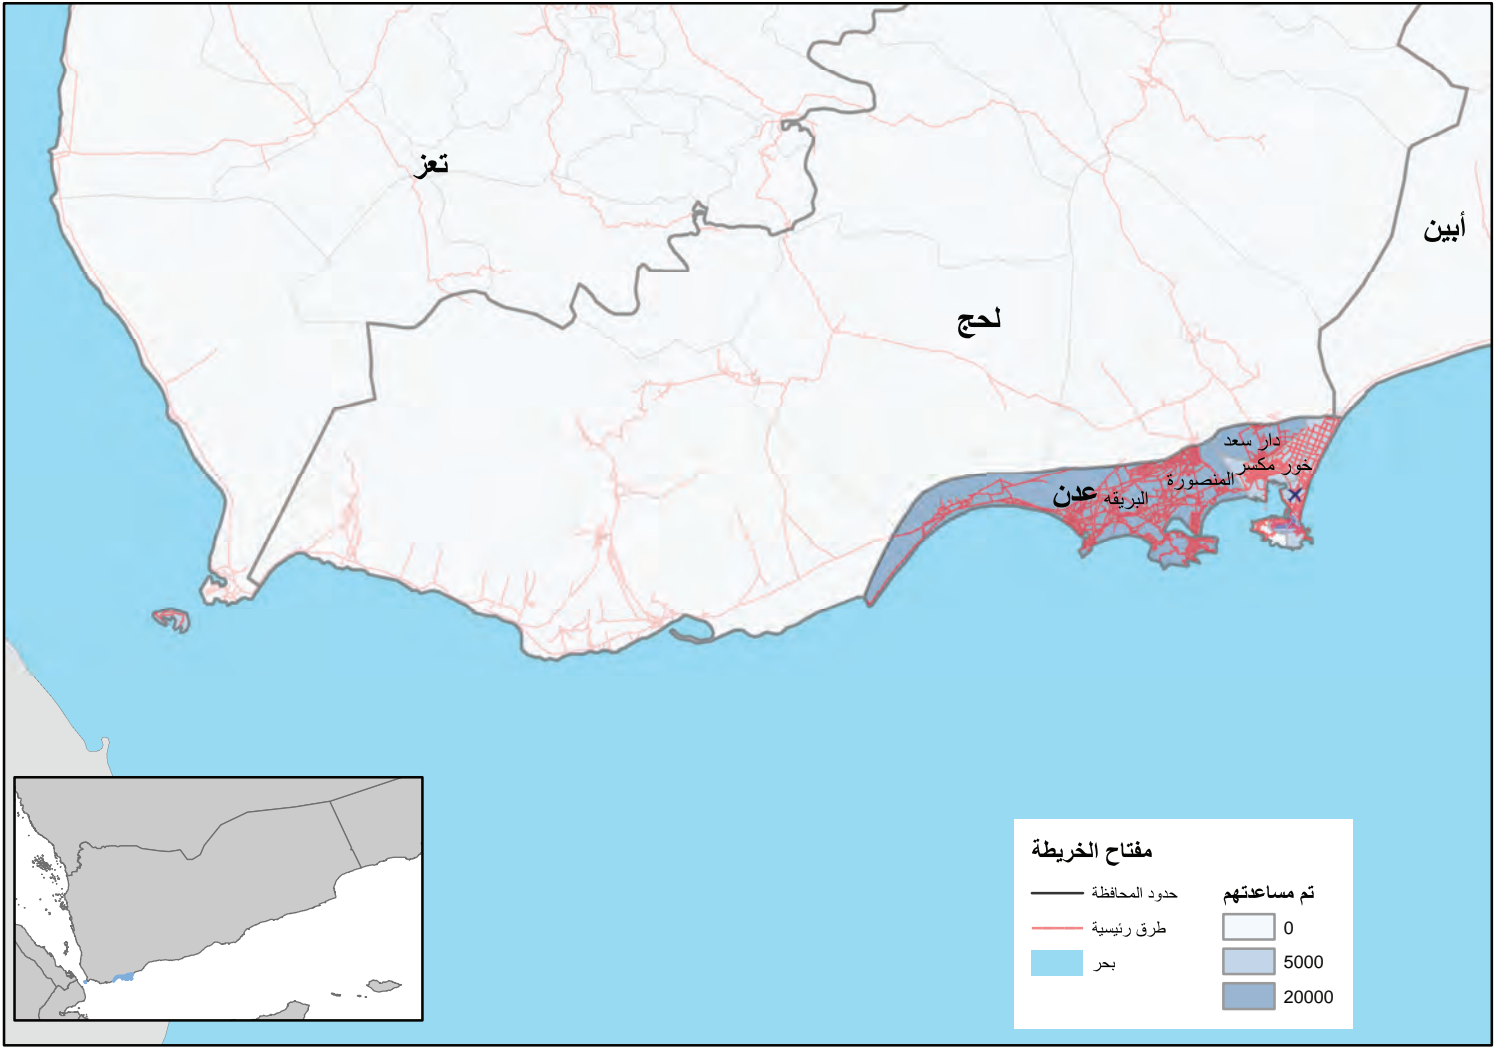 تعز
أبين
لحج
دار سعد
خور مكسر
المنصورة
البريقه
عدن
مفتاح الخريطة
حدود المحافظة
طرق رئيسية
بحر
تم مساعدتهم
0
5000
20000